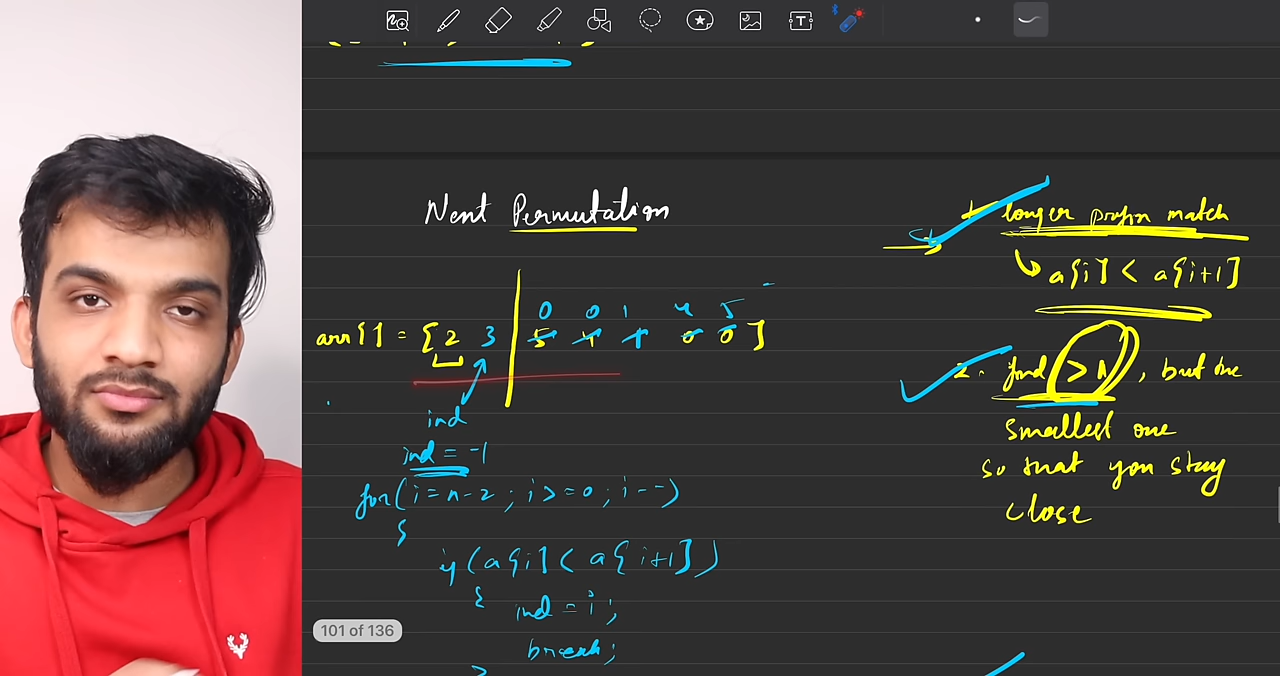 Next Permutation
0 0 1 4 5
arr[] = [ 2 3 5 4 1 0 0 ]
ind
ind = -1
for(i=n-2 ; i>=0 ; i--)
{
if (a[i] < a[i+1])
{ ind = i;
break;
}
101 of 136
1. longer prefix match
a[i] < a[i+1]
2. find > , but the
smallest one
so that you stay
close